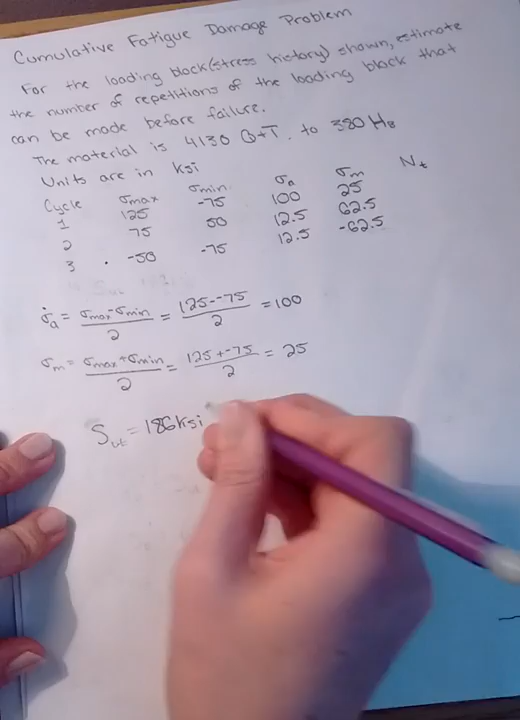 Cumulative Fatigue Damage Problem
For the loading block (stress history) shown, estimate
the number of repetitions of the loading block that
can be made before failure.
The material is 4130 Q+T. to 380 HB
Units are in ksi
Cycle σmax σmin σa σm Nt
1 125 -75 100 25
2 75 50 12.5 62.5
3 -50 -75 12.5 -62.5
σa = σmax-σmin / 2 = 125--75 / 2 = 100
σm = σmax+σmin / 2 = 125+-75 / 2 = 25
Sut = 186 ksi